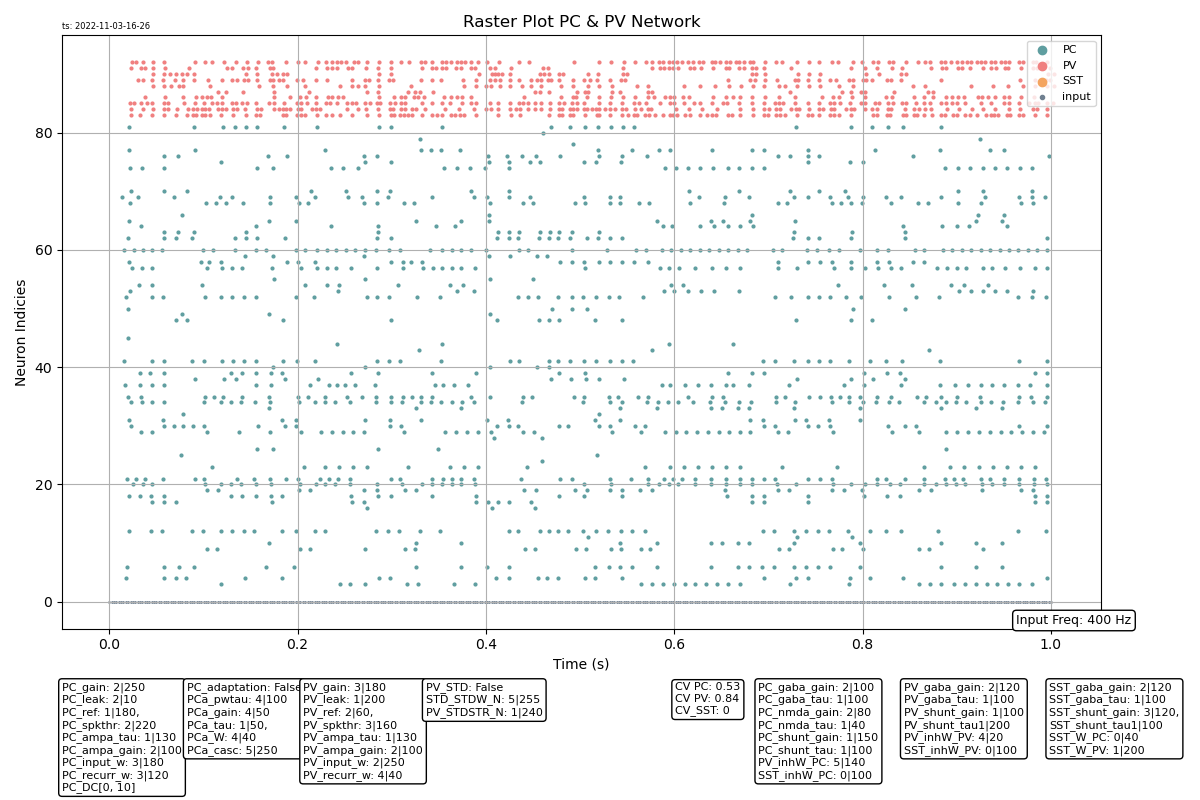 ts: 2022-11-03-16-26
Raster Plot PC & PV Network
PC
PV
SST
input
Neuron Indicies
80
60
40
20
0
0.0
0.2
0.4
0.6
0.8
1.0
Input Freq: 400 Hz
Time (s)
PC_gain: 2|250
PC_leak: 2|10
PC_ref: 1|180,
PC_spkthr: 2|220
PC_ampa_tau: 1|130
PC_ampa_gain: 2|100
PC_input_w: 3|180
PC_recurr_w: 3|120
PC_DC[0, 10]
PC_adaptation: False
PCa_pwtau: 4|100
PCa_gain: 4|50
PCa_tau: 1|50,
PCa_W: 4|40
PCa_casc: 5|250
PV_gain: 3|180
PV_leak: 1|200
PV_ref: 2|60,
PV_spkthr: 3|160
PV_ampa_tau: 1|130
PV_ampa_gain: 2|100
PV_input_w: 2|250
PV_recurr_w: 4|40
PV_STD: False
STD_STDW_N: 5|255
PV_STDSTR_N: 1|240
CV PC: 0.53
CV PV: 0.84
CV_SST: 0
PC_gaba_gain: 2|100
PC_gaba_tau: 1|100
PC_nmda_gain: 2|80
PC_nmda_tau: 1|40
PC_shunt_gain: 1|150
PC_shunt_tau: 1|100
PV_inhW_PC: 5|140
SST_inhW_PC: 0|100
PV_gaba_gain: 2|120
PV_gaba_tau: 1|100
PV_shunt_gain: 1|100
PV_shunt_tau1|200
PV_inhW_PV: 4|20
SST_inhW_PV: 0|100
SST_gaba_gain: 2|120
SST_gaba_tau: 1|100
SST_shunt_gain: 3|120,
SST_shunt_tau1|100
SST_W_PC: 0|40
SST_W_PV: 1|200